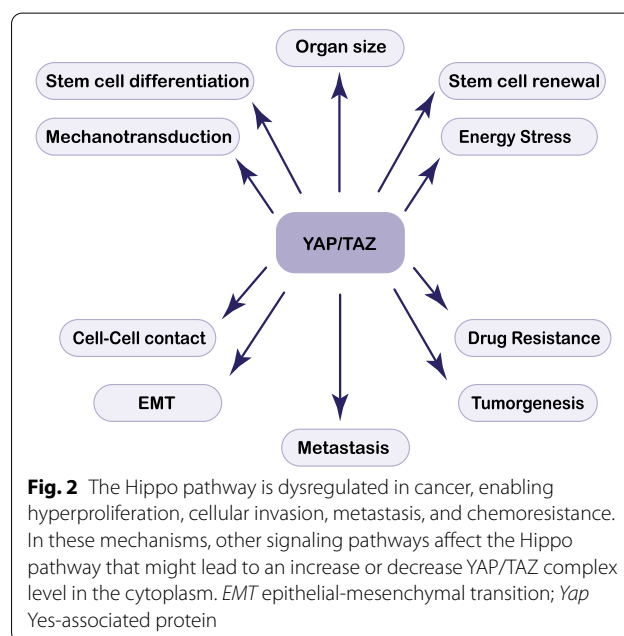 Organ size
Stem cell differentiation
Stem cell renewal
Mechanotransduction
Energy Stress
YAP/TAZ
Cell-Cell contact
Drug Resistance
EMT
Tumorgenesis
Metastasis
Fig. 2 The Hippo pathway is dysregulated in cancer, enabling
hyperproliferation, cellular invasion, metastasis, and chemoresistance.
In these mechanisms, other signaling pathways affect the Hippo
pathway that might lead to an increase or decrease YAP/TAZ complex
level in the cytoplasm. EMT epithelial-mesenchymal transition; Yap
Yes-associated protein